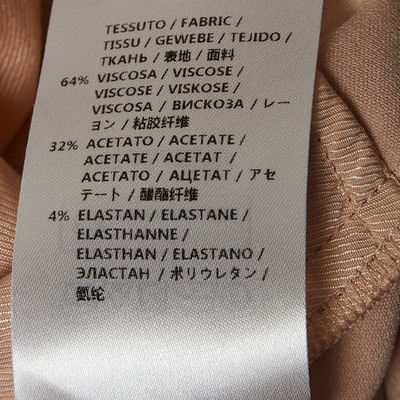 TESSUTO / FABRIC /
TISSU / GEWEBE / TEJIDO /
ТКАНЬ / 表地 / 面料
64% VISCOSA / VISCOSE /
VISCOSE / VISKOSE /
VISCOSA / ВИСКОЗА / レー
ヨン / 粘胶纤维
32% ACETATO / ACETATE /
ACETATE / ACETAT /
ACETATO / АЦЕТАТ / アセ
テート / 醋酯纤维
4% ELASTAN / ELASTANE /
ELASTHANNE /
ELASTHAN / ELASTANO /
ЭЛАСТАН / ポリウレタン /
氨纶